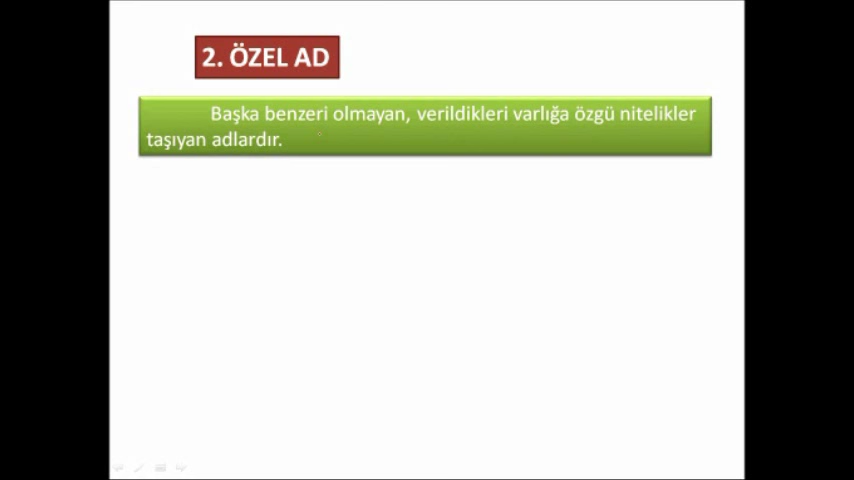 2. ÖZEL AD
Başka benzeri olmayan, verildikleri varlığa özgü nitelikler
taşıyan adlardır.